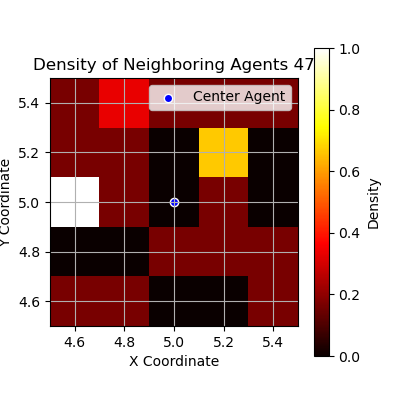 Density of Neighboring Agents 47
Center Agent
Y Coordinate
5.4
5.2
5.0
4.8
4.6
4.6 4.8 5.0 5.2 5.4
X Coordinate
1.0
0.8
0.6
0.4
0.2
0.0
Density